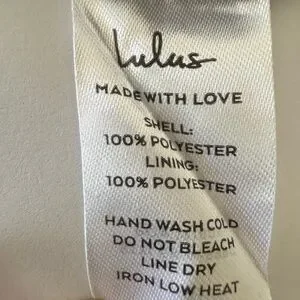 Lulus
MADE WITH LOVE
SHELL:
100% POLYESTER
LINING:
100% POLYESTER
HAND WASH COLD
DO NOT BLEACH
LINE DRY
IRON LOW HEAT